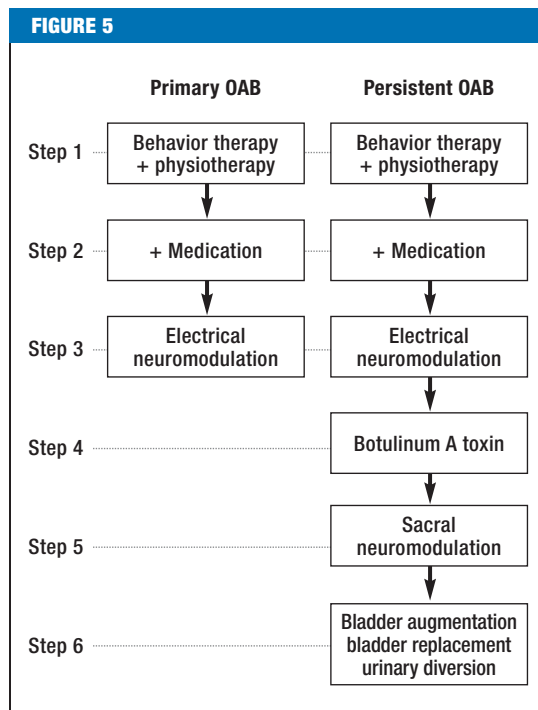 FIGURE 5
Primary OAB Persistent OAB
Step 1 Behavior therapy Behavior therapy
+ physiotherapy + physiotherapy
Step 2 + Medication + Medication
Step 3 Electrical Electrical
neuromodulation neuromodulation
Step 4 Botulinum A toxin
Step 5 Sacral
neuromodulation
Step 6 Bladder augmentation
bladder replacement
urinary diversion